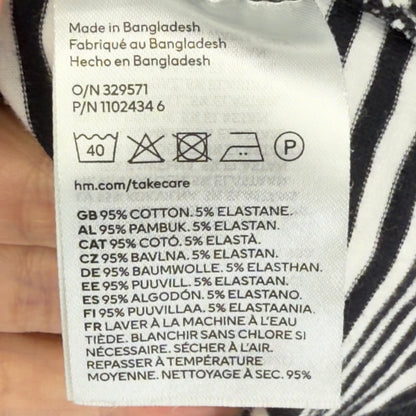 Made in Bangladesh
Fabriqué au Bangladesh
Hecho en Bangladesh
O/N 329571
P/N 1102434 6
40
P
hm.com/takecare
GB 95% COTTON. 5% ELASTANE.
AL 95% PAMBUK. 5% ELASTAN.
CAT 95% COTÓ. 5% ELASTÀ.
CZ 95% BAVLNA. 5% ELASTAN.
DE 95% BAUMWOLLE. 5% ELASTHAN.
EE 95% PUUVILL. 5% ELASTAAN.
ES 95% ALGODÓN. 5% ELASTANO.
FI 95% PUUVILLAA. 5% ELASTAANIA.
FR LAVER À LA MACHINE À L'EAU
TIÈDE. BLANCHIR SANS CHLORE SI
NÉCESSAIRE. SÉCHER À L'AIR.
REPASSER À TEMPÉRATURE
MOYENNE. NETTOYAGE À SEC. 95%